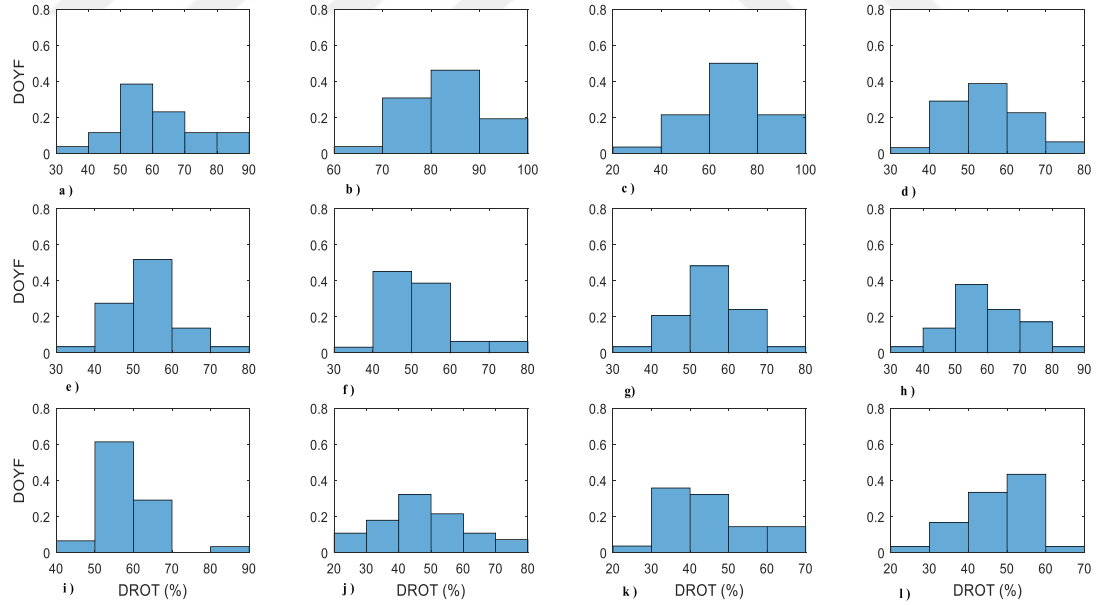 0.8 0.8 0.8 0.8
0.6 0.6 0.6 0.6
DOYF 0.4 0.4 0.4 0.4
0.2 0.2 0.2 0.2
0 0 0 0
30 40 50 60 70 80 90 60 70 80 90 100 20 40 60 80 100 30 40 50 60 70 80
a ) b ) c ) d )
0.8 0.8 0.8 0.8
0.6 0.6 0.6 0.6
DOYF 0.4 0.4 0.4 0.4
0.2 0.2 0.2 0.2
0 0 0 0
30 40 50 60 70 80 30 40 50 60 70 80 30 40 50 60 70 80 30 40 50 60 70 80 90
e ) f ) g) h )
0.8 0.8 0.8 0.8
0.6 0.6 0.6 0.6
DOYF 0.4 0.4 0.4 0.4
0.2 0.2 0.2 0.2
0 0 0 0
40 50 60 70 80 90 20 30 40 50 60 70 80 20 30 40 50 60 70 20 30 40 50 60 70
i ) DROT (%) j ) DROT (%) k ) DROT (%) l ) DROT (%)